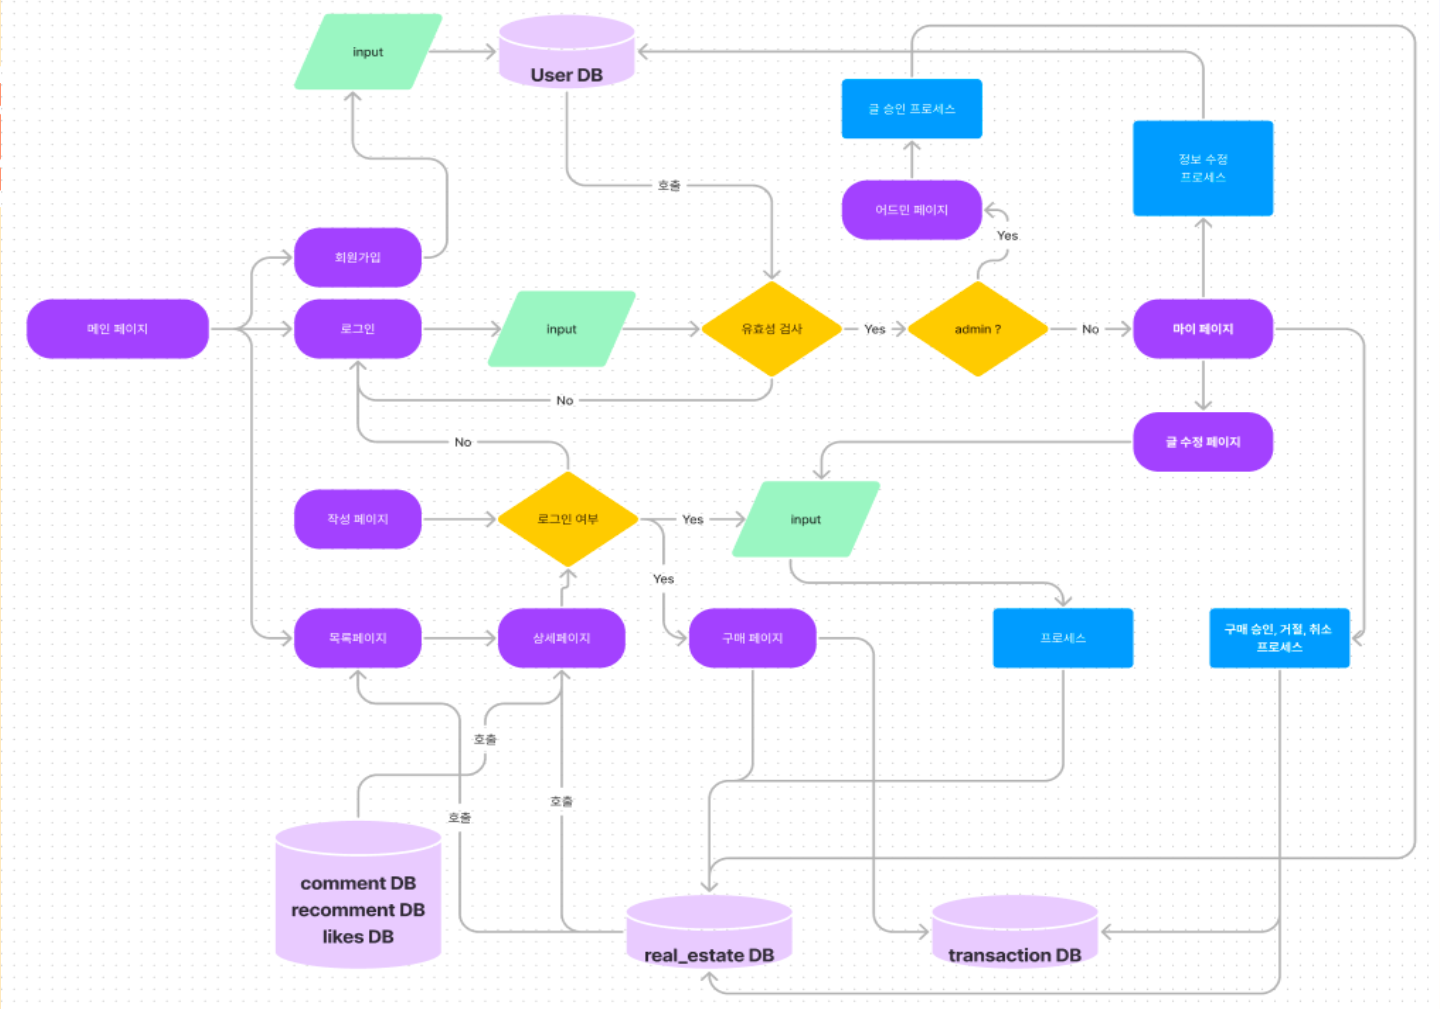 input
User DB
글 승인 프로세스
정보 수정
프로세스
호출
어드민 페이지
Yes
회원가입
메인 페이지
로그인
input
유효성 검사
Yes
admin ?
No
마이 페이지
No
No
글 수정 페이지
작성 페이지
로그인 여부
Yes
input
Yes
목록페이지
상세페이지
구매 페이지
프로세스
구매 승인, 거절, 취소
프로세스
호출
호출
호출
comment DB
recomment DB
likes DB
real_estate DB
transaction DB